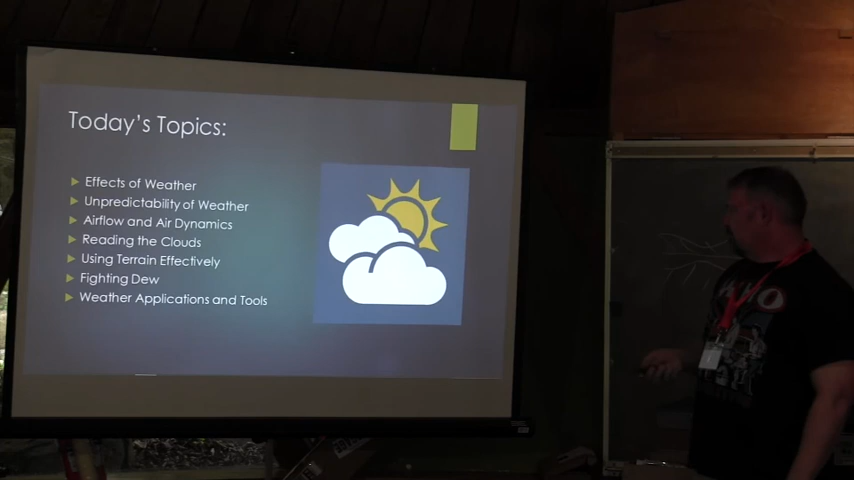 Today's Topics:
Effects of Weather
Unpredictability of Weather
Airflow and Air Dynamics
Reading the Clouds
Using Terrain Effectively
Fighting Dew
Weather Applications and Tools